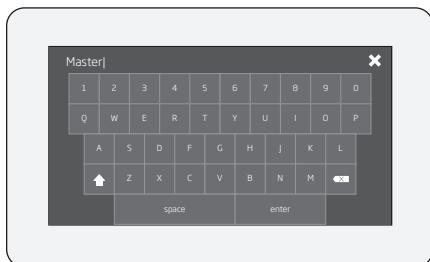 Master|
1 2 3 4 5 6 7 8 9 0
Q W E R T Y U I O P
A S D F G H J K L
Z X C V B N M X
space enter